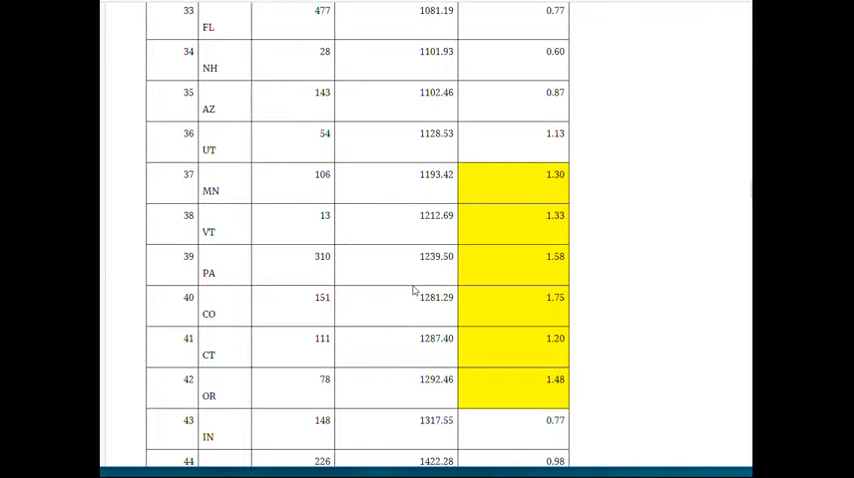 33 477 1081.19 0.77
FL
34 28 1101.93 0.60
NH
35 143 1102.46 0.87
AZ
36 54 1128.53 1.13
UT
37 106 1193.42 1.30
MN
38 13 1212.69 1.33
VT
39 310 1239.50 1.58
PA
40 151 1281.29 1.75
CO
41 111 1287.40 1.20
CT
42 78 1292.46 1.48
OR
43 148 1317.55 0.77
IN
44 226 1422.28 0.98